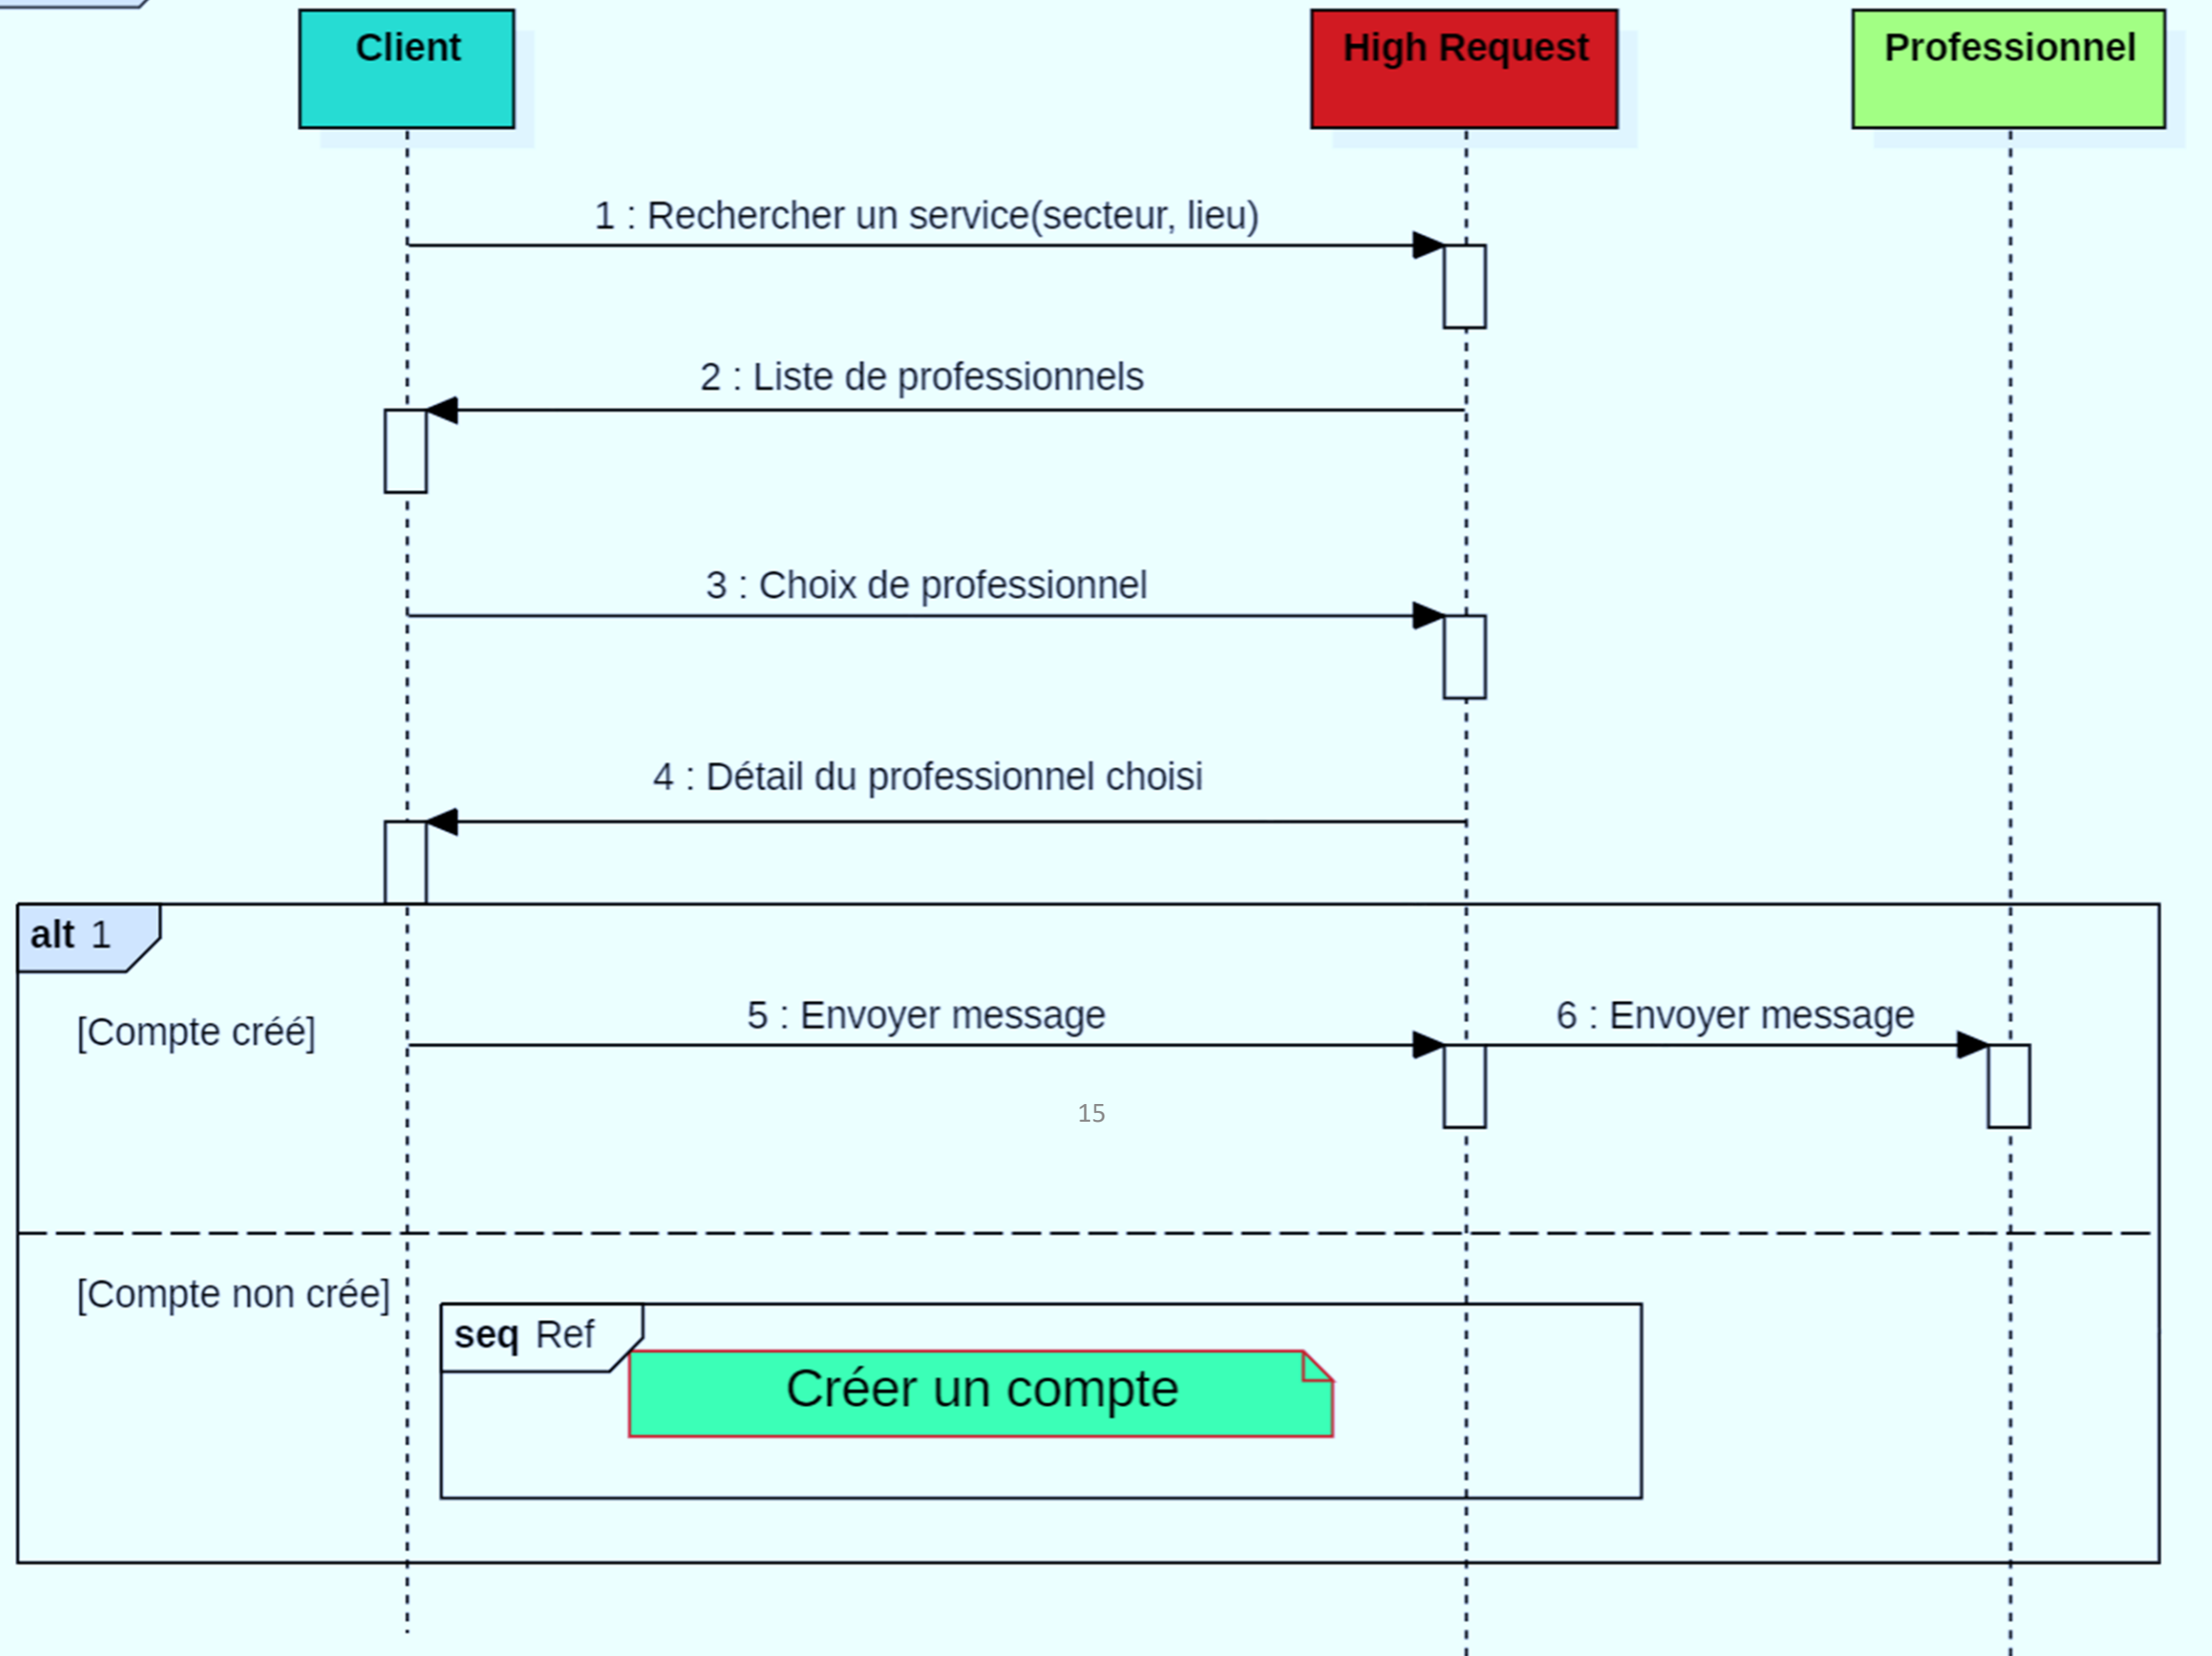 Client
High Request
Professionnel
1 : Rechercher un service(secteur, lieu)
2 : Liste de professionnels
3 : Choix de professionnel
4 : Détail du professionnel choisi
alt 1
[Compte créé]
5 : Envoyer message
6 : Envoyer message
15
[Compte non crée]
seq Ref
Créer un compte